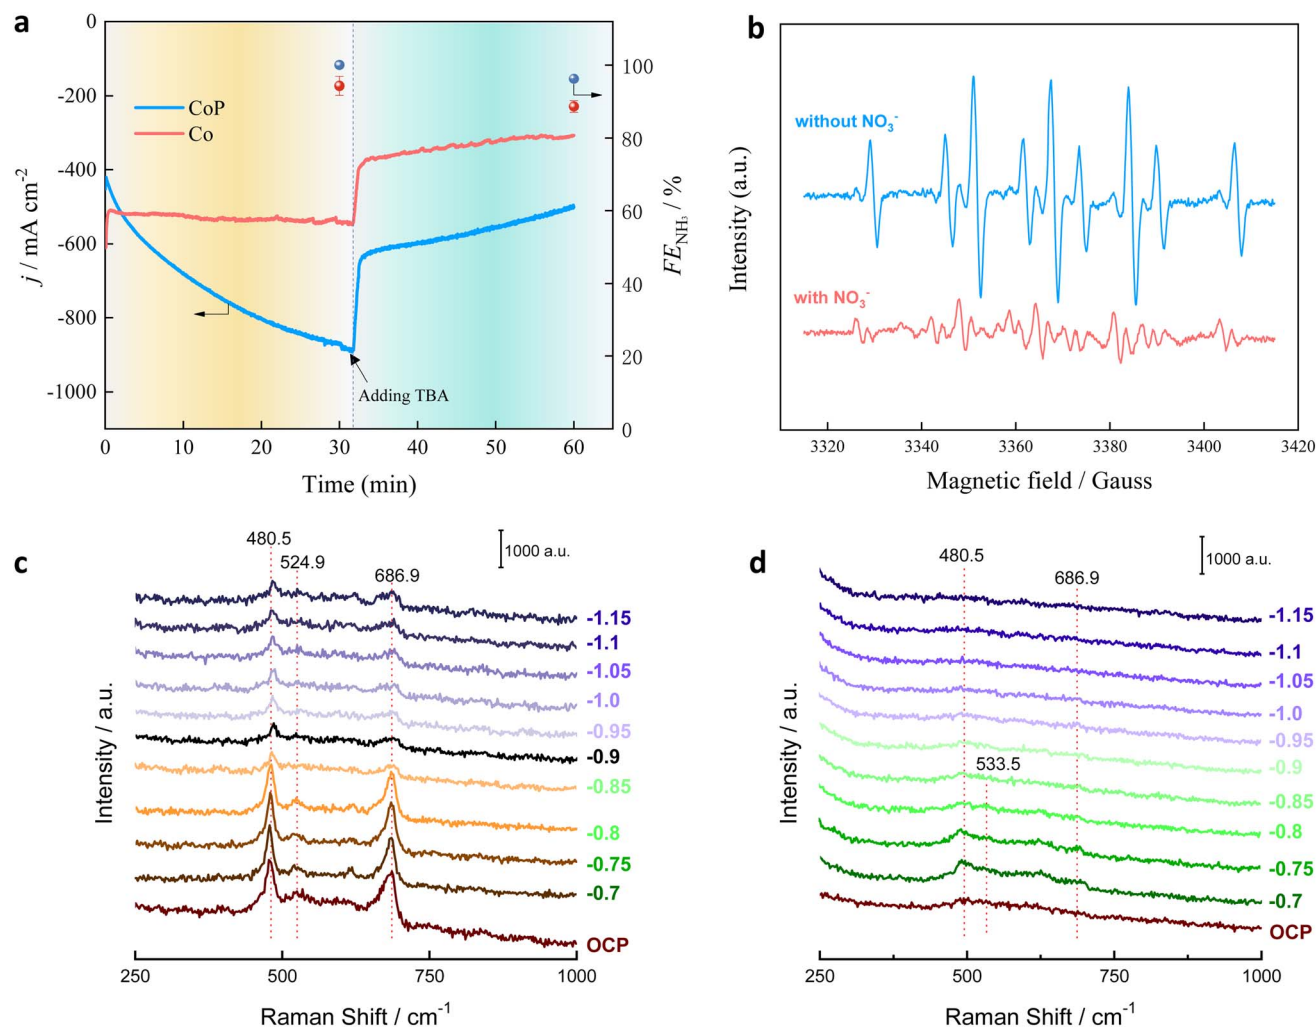 a
0
-200
-400
-600
-800
-1000
j / mA cm-2
CoP
Co
Adding TBA
100
80
60
40
20
0
FENH3 / %
0 10 20 30 40 50 60
Time (min)
b
without NO3-
with NO3-
Intensity (a.u.)
3320 3340 3360 3380 3400 3420
Magnetic field / Gauss
c
480.5
524.9
686.9
1000 a.u.
-1.15
-1.1
-1.05
-1.0
-0.95
-0.9
-0.85
-0.8
-0.75
-0.7
OCP
Intensity / a.u.
250 500 750 1000
Raman Shift / cm-1
d
480.5
686.9
1000 a.u.
533.5
-1.15
-1.1
-1.05
-1.0
-0.95
-0.9
-0.85
-0.8
-0.75
-0.7
OCP
Intensity / a.u.
250 500 750 1000
Raman Shift / cm-1